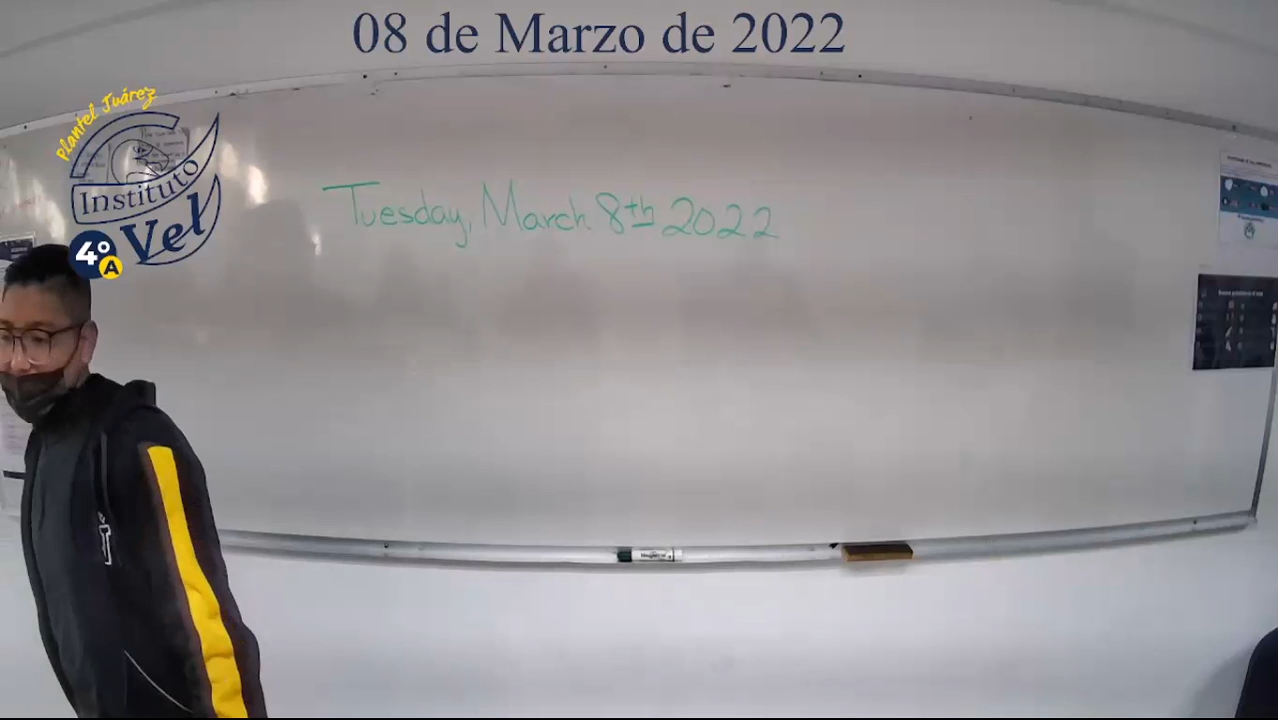 08 de Marzo de 2022
Plantel Juárez
Instituto
Vel
4°
A
Tuesday, March 8th 2022